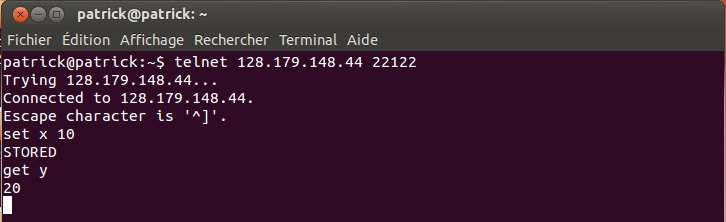 patrick@patrick: ~
Fichier Édition Affichage Rechercher Terminal Aide
patrick@patrick:~$ telnet 128.179.148.44 22122
Trying 128.179.148.44...
Connected to 128.179.148.44.
Escape character is '^]'.
set x 10
STORED
get y
20